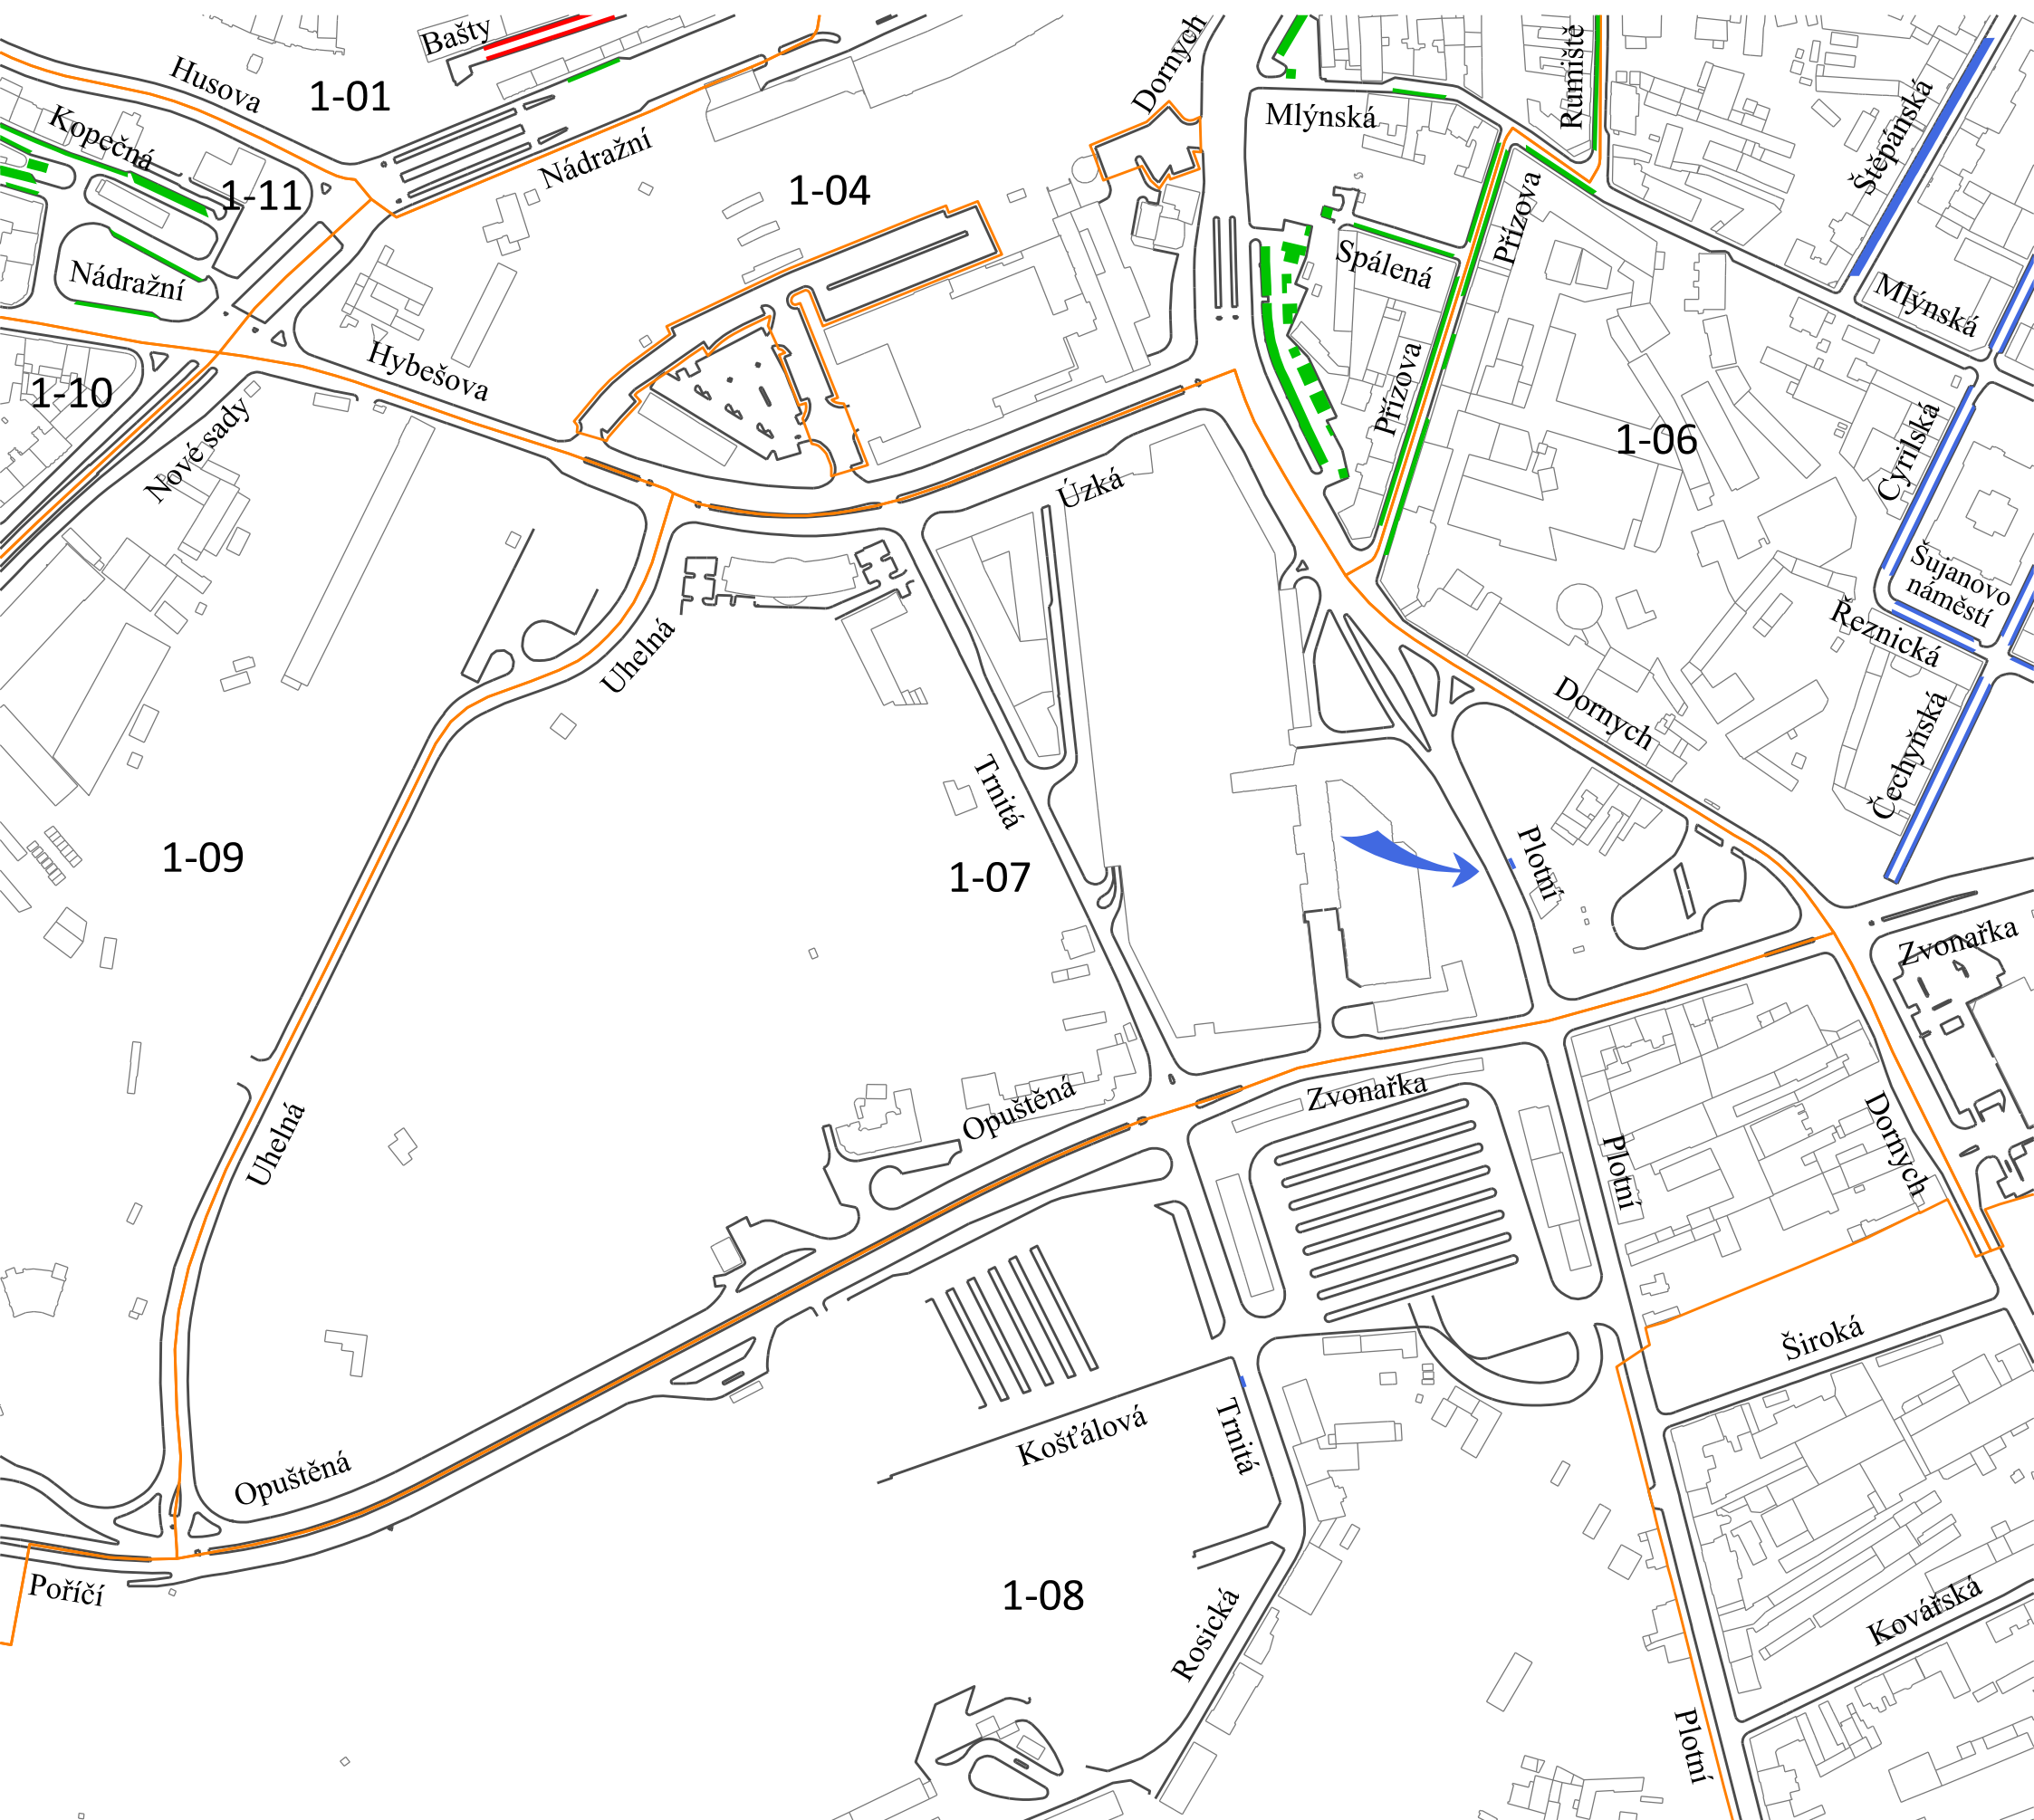 Bašty
Dornych
Rumiště
Husova
1-01
Mlýnská
Štěpánská
Kopečná
Nádražní
1-11
1-04
Přízova
Nádražní
Spálená
Mlýnská
Hybešova
1-10
Přízova
1-06
Cyrilská
Nové sady
Úzká
Šujanovo
náměstí
Řeznická
Uhelná
Dornych
Čechyňská
Trnitá
1-09
1-07
Plotní
Zvonařka
Zvonařka
Opuštěná
Uhelná
Plotní
Dornych
Široká
Košťálová
Trnitá
Opuštěná
Poříčí
1-08
Rosická
Kovářská
Plotní